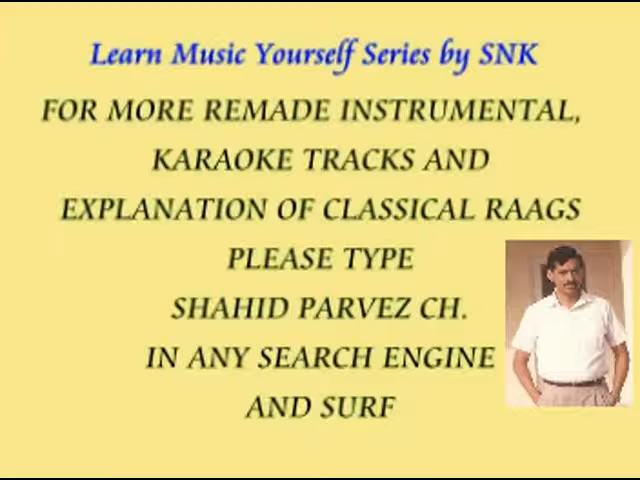 Learn Music Yourself Series by SNK
FOR MORE REMADE INSTRUMENTAL,
KARAOKE TRACKS AND
EXPLANATION OF CLASSICAL RAAGS
PLEASE TYPE
SHAHID PARVEZ CH.
IN ANY SEARCH ENGINE
AND SURF